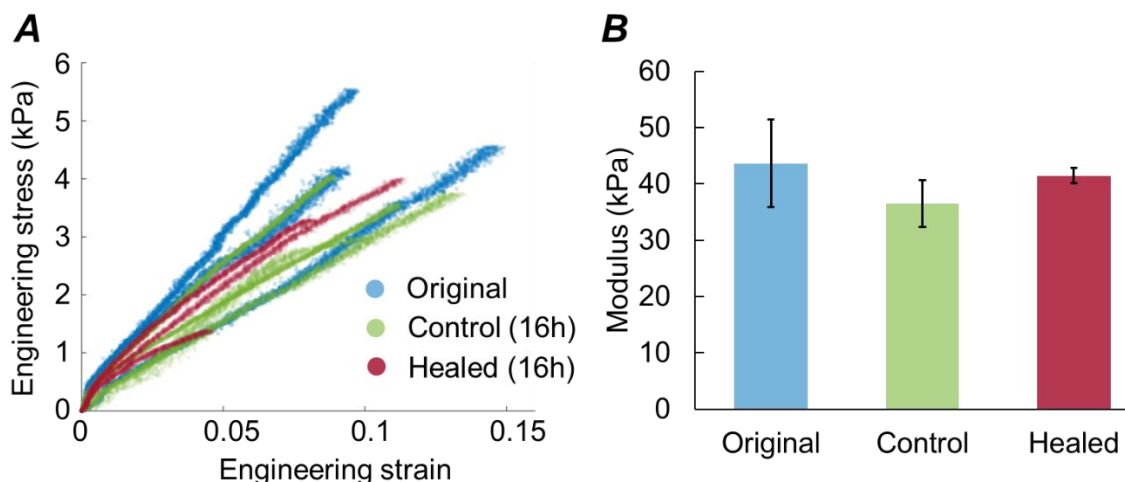 A
Engineering stress (kPa)
6
5
4
3
2
1
0
0 0.05 0.1 0.15
Engineering strain
Original
Control (16h)
Healed (16h)
B
Modulus (kPa)
60
50
40
30
20
10
0
Original Control Healed